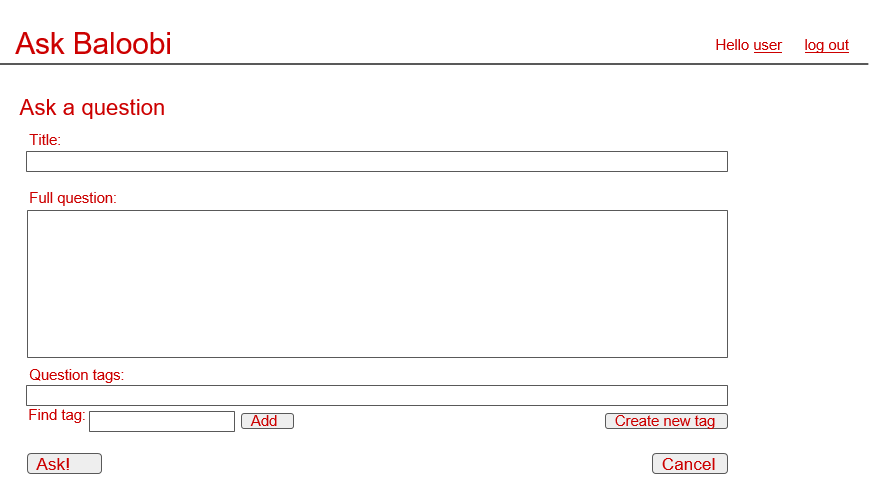 Ask Baloobi
Hello user log out
Ask a question
Title:
Full question:
Question tags:
Find tag: Add Create new tag
Ask! Cancel